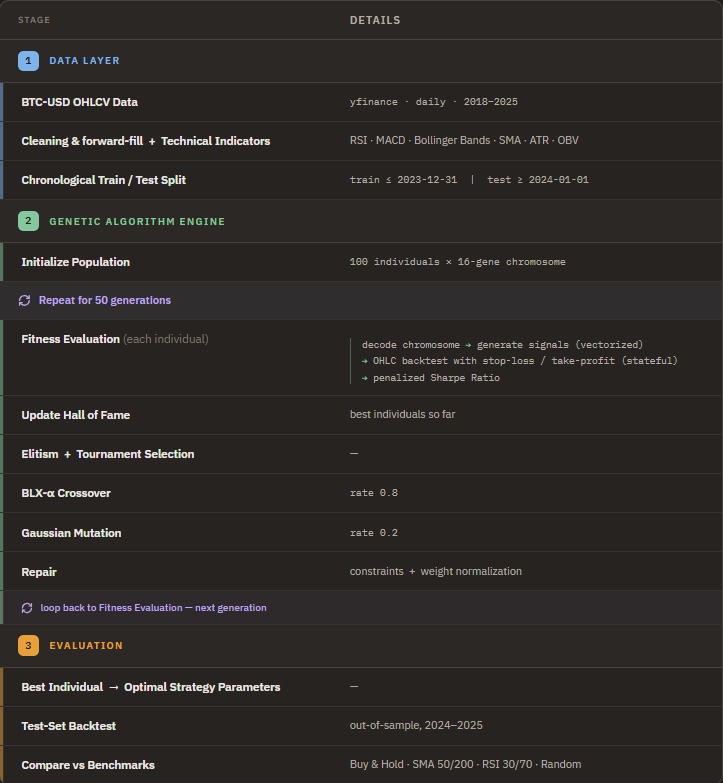 STAGE DETAILS
1 DATA LAYER
BTC-USD OHLCV Data yfinance · daily · 2018–2025
Cleaning & forward-fill + Technical Indicators RSI · MACD · Bollinger Bands · SMA · ATR · OBV
Chronological Train / Test Split train ≤ 2023-12-31 | test ≥ 2024-01-01
2 GENETIC ALGORITHM ENGINE
Initialize Population 100 individuals × 16-gene chromosome
Repeat for 50 generations
Fitness Evaluation (each individual)
decode chromosome → generate signals (vectorized)
→ OHLC backtest with stop-loss / take-profit (stateful)
→ penalized Sharpe Ratio
Update Hall of Fame best individuals so far
Elitism + Tournament Selection —
BLX-α Crossover rate 0.8
Gaussian Mutation rate 0.2
Repair constraints + weight normalization
loop back to Fitness Evaluation — next generation
3 EVALUATION
Best Individual → Optimal Strategy Parameters —
Test-Set Backtest out-of-sample, 2024–2025
Compare vs Benchmarks Buy & Hold · SMA 50/200 · RSI 30/70 · Random